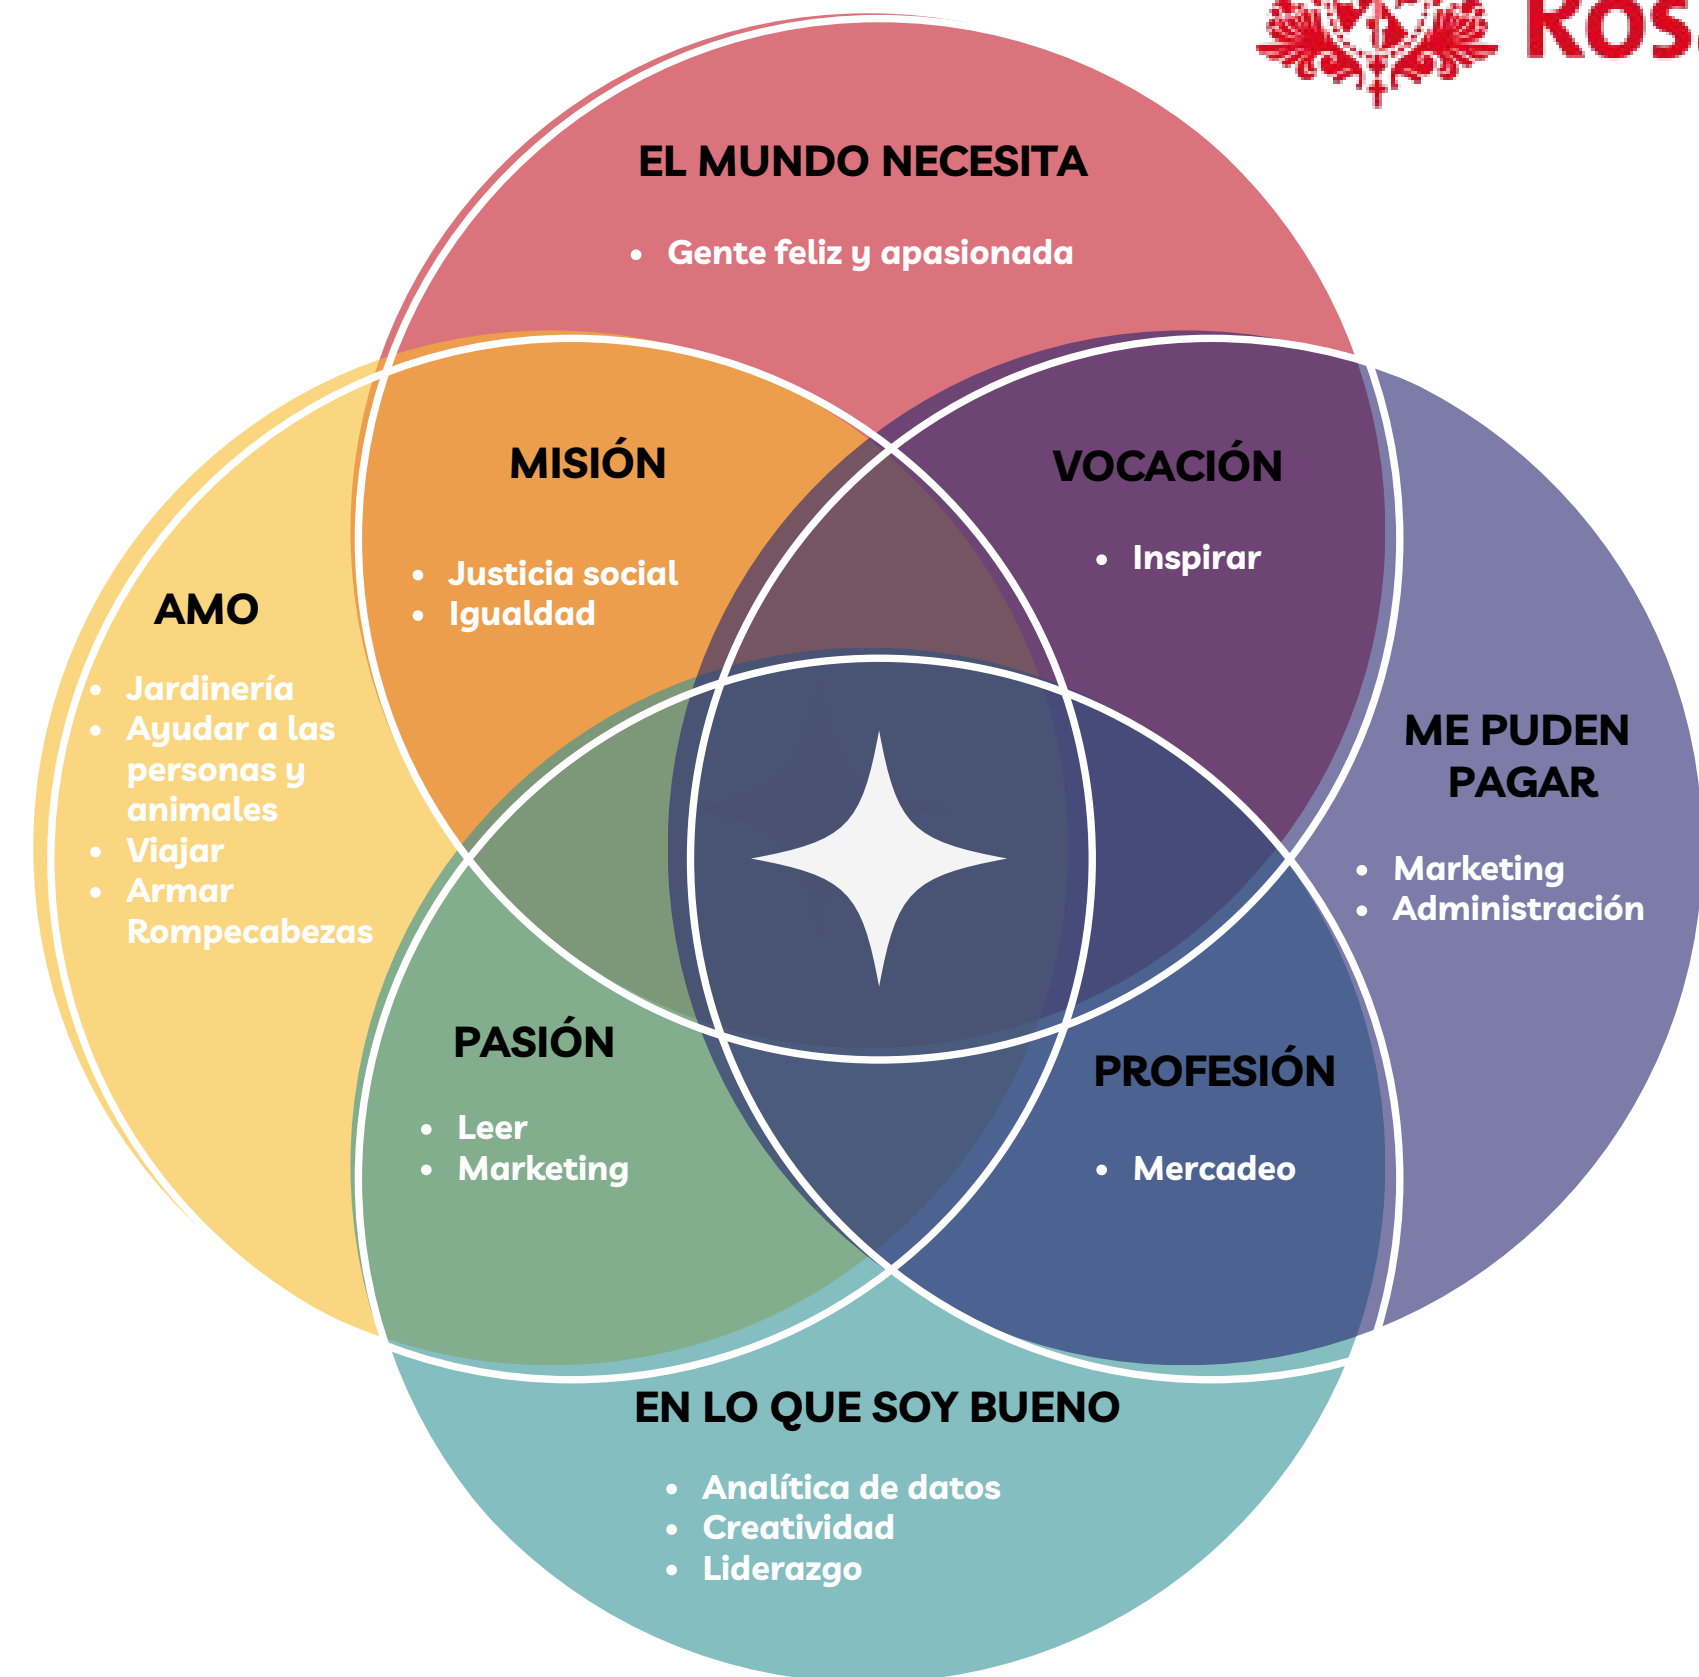 EL MUNDO NECESITA
• Gente feliz y apasionada
MISIÓN
• Justicia social
• Igualdad
VOCACIÓN
• Inspirar
AMO
• Jardinería
• Ayudar a las
personas y
animales
• Viajar
• Armar
Rompecabezas
ME PUDEN
PAGAR
• Marketing
• Administración
PASIÓN
• Leer
• Marketing
PROFESIÓN
• Mercadeo
EN LO QUE SOY BUENO
• Analítica de datos
• Creatividad
• Liderazgo